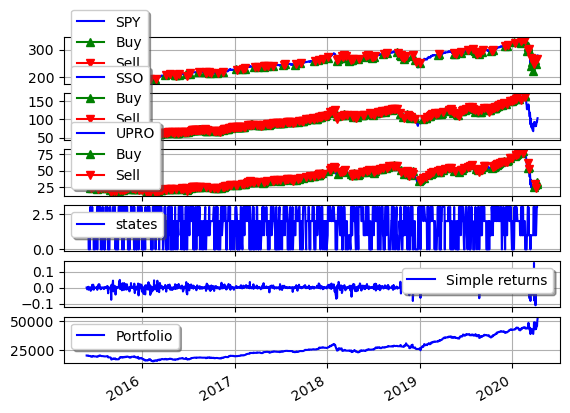 SPY
Buy
Sell
300
200
SSO
Buy
Sell
150
100
50
UPRO
Buy
Sell
75
50
25
2.5
0.0
states
0.1
0.0
−0.1
Simple returns
50000
25000
Portfolio
2016
2017
2018
2019
2020